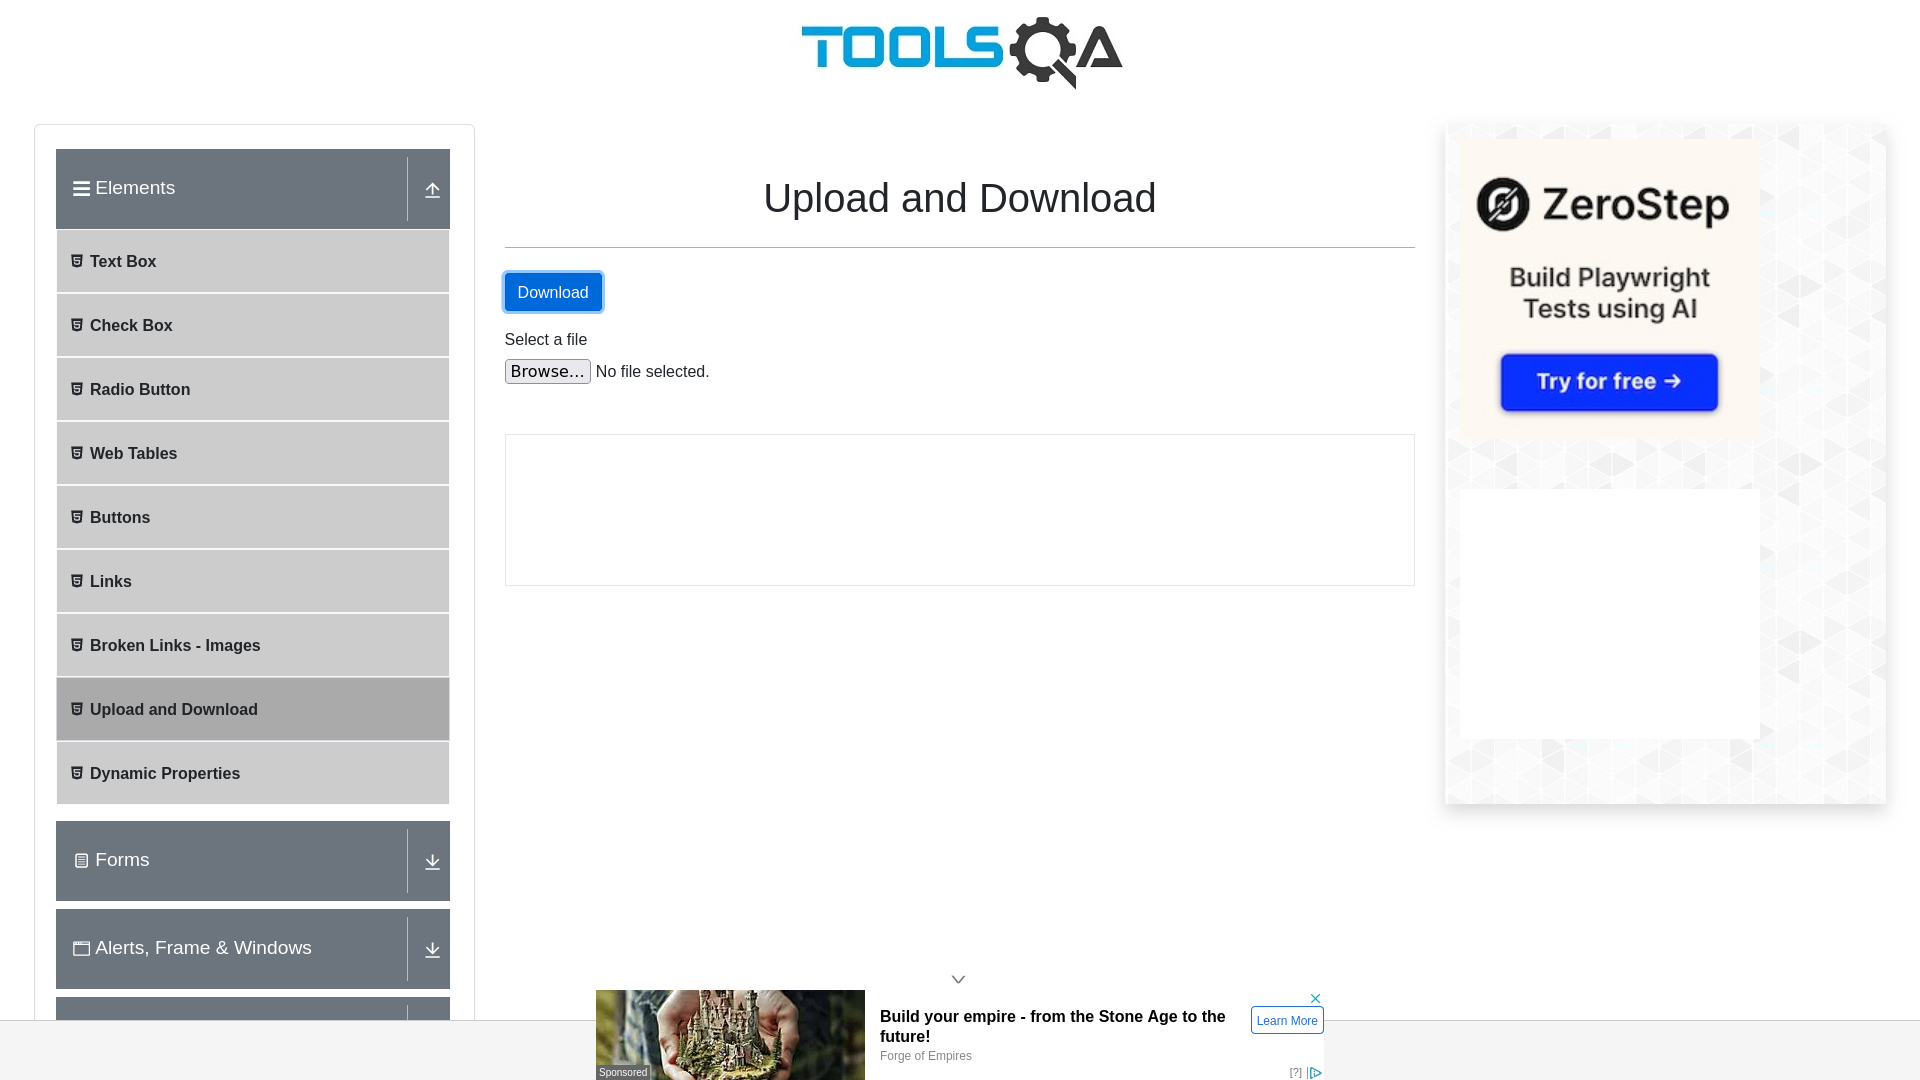 TOOLSQA
Elements
Text Box
Check Box
Radio Button
Web Tables
Buttons
Links
Broken Links - Images
Upload and Download
Dynamic Properties
Forms
Alerts, Frame & Windows
Upload and Download
Download
Select a file
Browse... No file selected.
ZeroStep
Build Playwright
Tests using AI
Try for free →
Sponsored
Build your empire - from the Stone Age to the
future!
Forge of Empires
Learn More
[?]